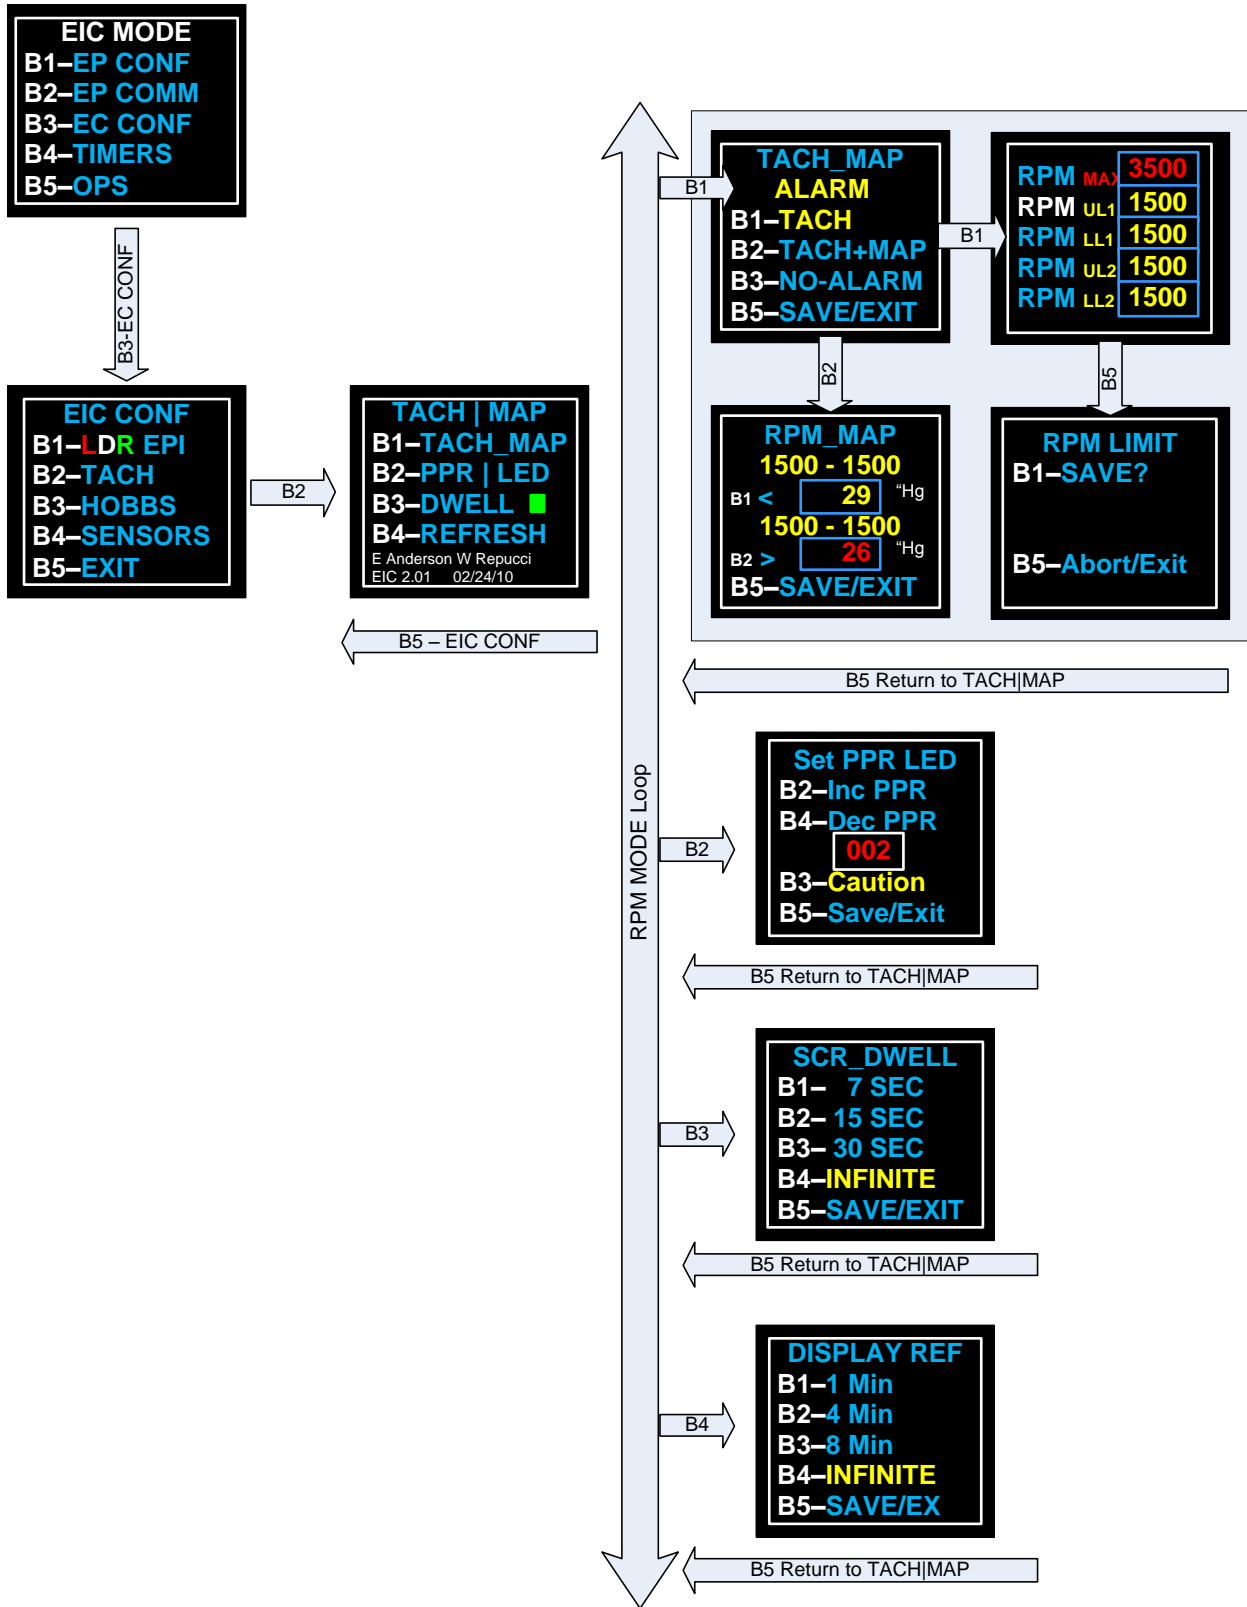 EIC MODE
B1–EP CONF
B2–EP COMM
B3–EC CONF
B4–TIMERS
B5–OPS
B3-EC CONF
EIC CONF
B1–LDR EPI
B2–TACH
B3–HOBBS
B4–SENSORS
B5–EXIT
B2
TACH | MAP
B1–TACH_MAP
B2–PPR | LED
B3–DWELL
B4–REFRESH
E Anderson W Repucci
EIC 2.01 02/24/10
B5 – EIC CONF
RPM MODE Loop
B1
TACH_MAP
ALARM
B1–TACH
B2–TACH+MAP
B3–NO-ALARM
B5–SAVE/EXIT
B1
RPM MAX 3500
RPM UL1 1500
RPM LL1 1500
RPM UL2 1500
RPM LL2 1500
B2
RPM_MAP
1500 - 1500
B1 < 29 “Hg
1500 - 1500
B2 > 26 “Hg
B5–SAVE/EXIT
B5
RPM LIMIT
B1–SAVE?
B5–Abort/Exit
B5 Return to TACH|MAP
B2
Set PPR LED
B2–Inc PPR
B4–Dec PPR
002
B3–Caution
B5–Save/Exit
B5 Return to TACH|MAP
B3
SCR_DWELL
B1– 7 SEC
B2– 15 SEC
B3– 30 SEC
B4–INFINITE
B5–SAVE/EXIT
B5 Return to TACH|MAP
B4
DISPLAY REF
B1–1 Min
B2–4 Min
B3–8 Min
B4–INFINITE
B5–SAVE/EX
B5 Return to TACH|MAP